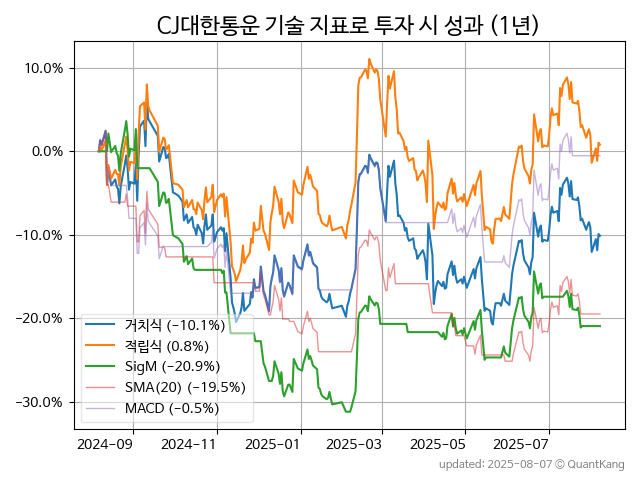 CJ대한통운 기술 지표로 투자 시 성과 (1년)
10.0%
0.0%
−10.0%
−20.0%
−30.0%
거치식 (−10.1%)
적립식 (0.8%)
SigM (−20.9%)
SMA(20) (−19.5%)
MACD (−0.5%)
2024-09 2024-11 2025-01 2025-03 2025-05 2025-07
updated: 2025-08-07 © QuantKang